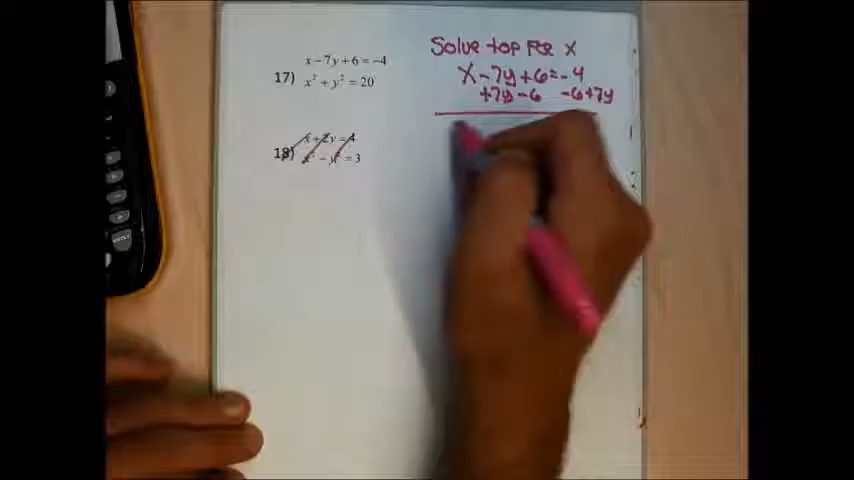 x - 7y + 6 = -4
17) x² + y² = 20
x + 2y = 4
18) x² - y² = 3
Solve top For x
x - 7y + 6 = -4
+7y - 6 -6 + 7y